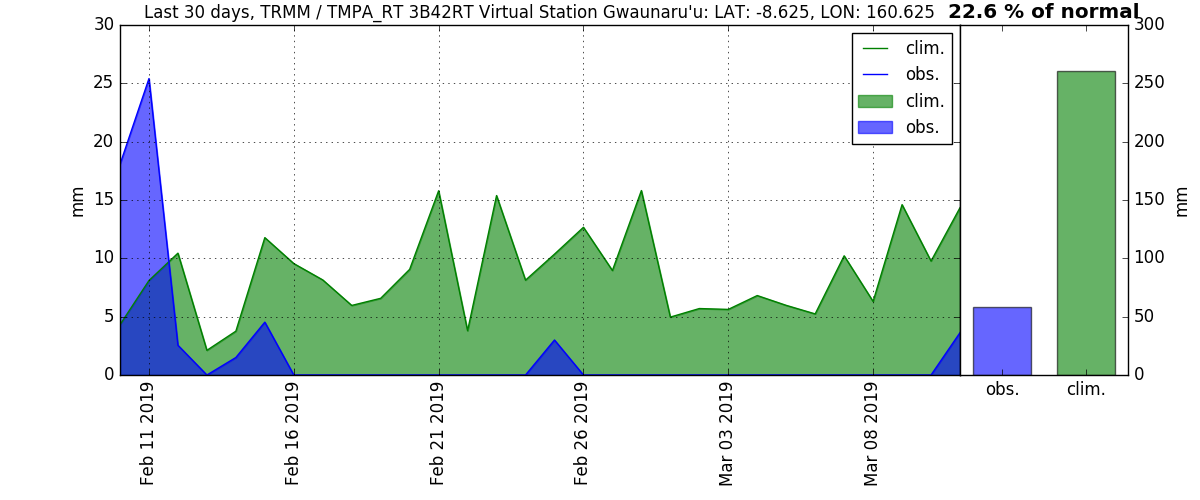 Last 30 days, TRMM / TMPA_RT 3B42RT Virtual Station Gwaunaru'u: LAT: -8.625, LON: 160.625
22.6 % of normal
30
25
20
15
10
5
0
mm
clim.
obs.
clim.
obs.
Feb 11 2019
Feb 16 2019
Feb 21 2019
Feb 26 2019
Mar 03 2019
Mar 08 2019
300
250
200
150
100
50
0
mm
obs.
clim.